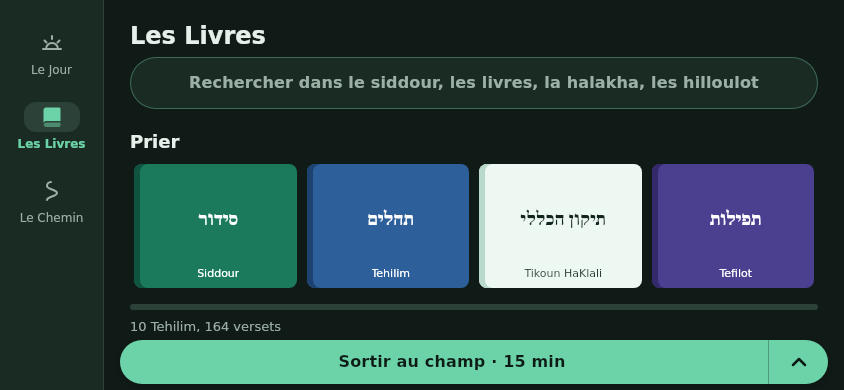 Le Jour
Les Livres
Le Chemin
Les Livres
Rechercher dans le siddour, les livres, la halakha, les hilloulot
Prier
סידור
Siddour
תהלים
Tehilim
תיקון הכללי
Tikoun HaKlali
תפילות
Tefilot
10 Tehilim, 164 versets
Sortir au champ · 15 min